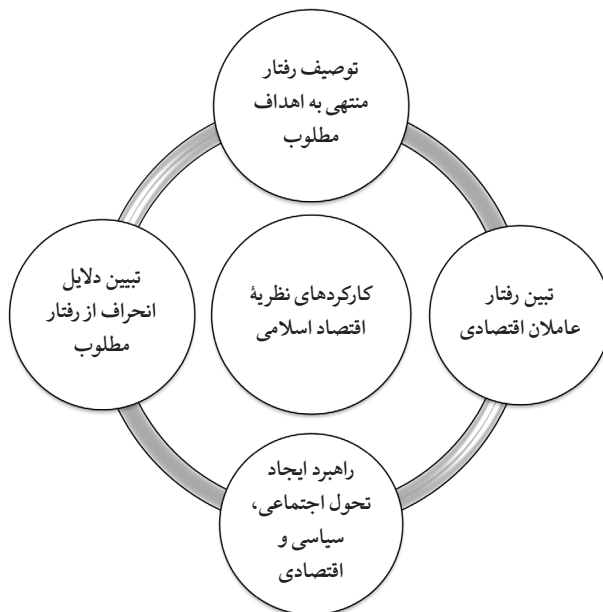 توصیف رفتار
منتهی به اهداف
مطلوب
تبین رفتار
عاملان اقتصادی
کارکردهای نظریهٔ
اقتصاد اسلامی
تبیین دلایل
انحراف از رفتار
مطلوب
راهبرد ایجاد
تحول اجتماعی،
سیاسی و
اقتصادی